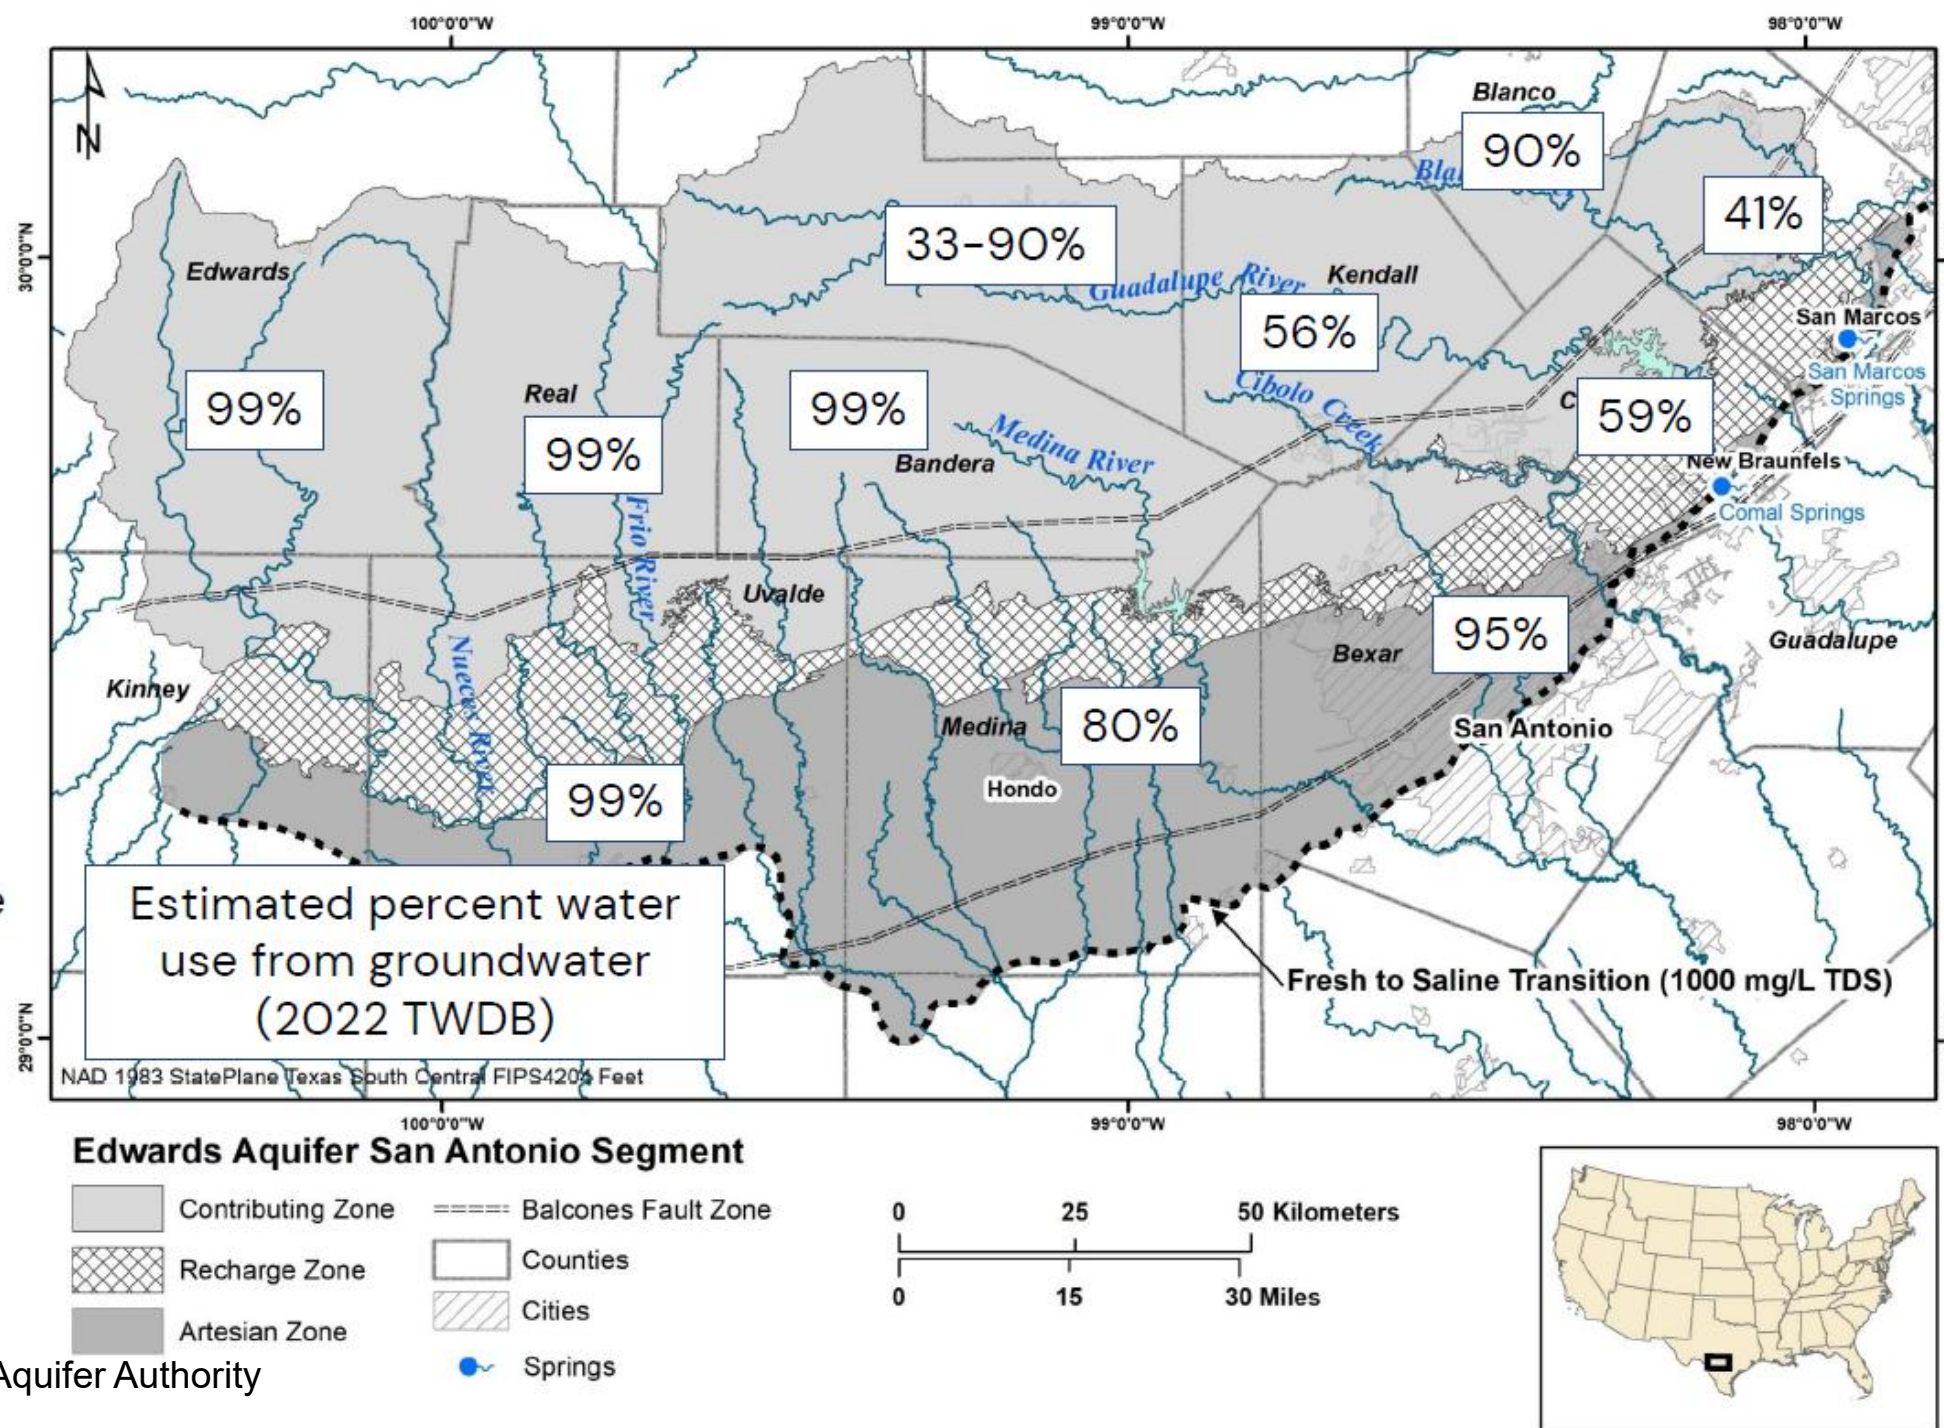 100°0'0"W 99°0'0"W 98°0'0"W
N
30°0'0"N
29°0'0"N
Blanco
90%
41%
33-90%
Edwards
Guadalupe River
Kendall
56%
San Marcos
San Marcos
Springs
99%
Real
99%
99%
Cibolo Creek
C
59%
Medina River
Bandera
New Braunfels
Comal Springs
Frio River
Uvalde
95%
Bexar
Guadalupe
Kinney
Nueces River
Medina
80%
San Antonio
Hondo
99%
e
Estimated percent water
use from groundwater
(2022 TWDB)
Fresh to Saline Transition (1000 mg/L TDS)
NAD 1983 StatePlane Texas South Central FIPS4204 Feet
100°0'0"W 99°0'0"W 98°0'0"W
Edwards Aquifer San Antonio Segment
Contributing Zone
Recharge Zone
Artesian Zone
Balcones Fault Zone
Counties
Cities
Springs
0 25 50 Kilometers
0 15 30 Miles
Aquifer Authority